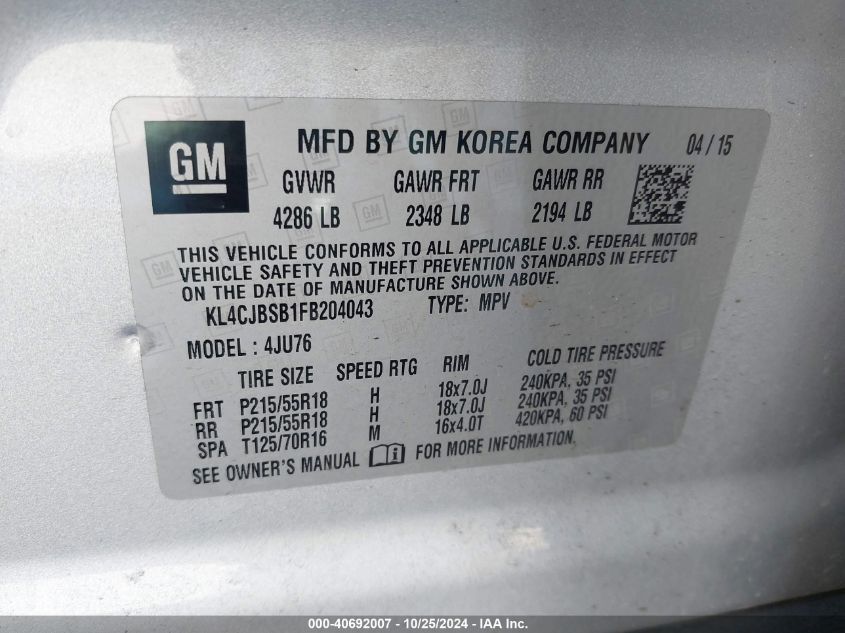 GM
MFD BY GM KOREA COMPANY 04/15
GVWR GAWR FRT GAWR RR
4286 LB 2348 LB 2194 LB
THIS VEHICLE CONFORMS TO ALL APPLICABLE U.S. FEDERAL MOTOR
VEHICLE SAFETY AND THEFT PREVENTION STANDARDS IN EFFECT
ON THE DATE OF MANUFACTURE SHOWN ABOVE.
KL4CJBSB1FB204043 TYPE: MPV
MODEL : 4JU76
TIRE SIZE SPEED RTG RIM COLD TIRE PRESSURE
FRT P215/55R18 H 18x7.0J 240KPA, 35 PSI
RR P215/55R18 H 18x7.0J 240KPA, 35 PSI
SPA T125/70R16 M 16x4.0T 420KPA, 60 PSI
SEE OWNER'S MANUAL i FOR MORE INFORMATION.
000-40692007 - 10/25/2024 - IAA Inc.